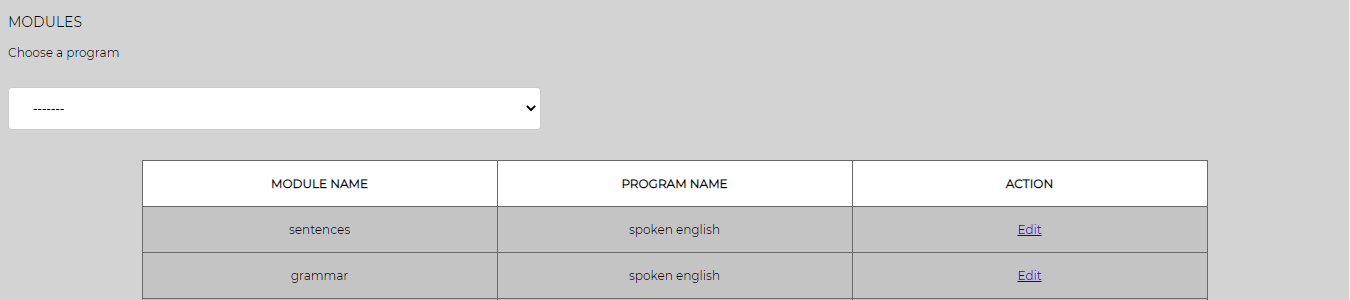 MODULES
Choose a program
-------
MODULE NAME PROGRAM NAME ACTION
sentences spoken english Edit
grammar spoken english Edit